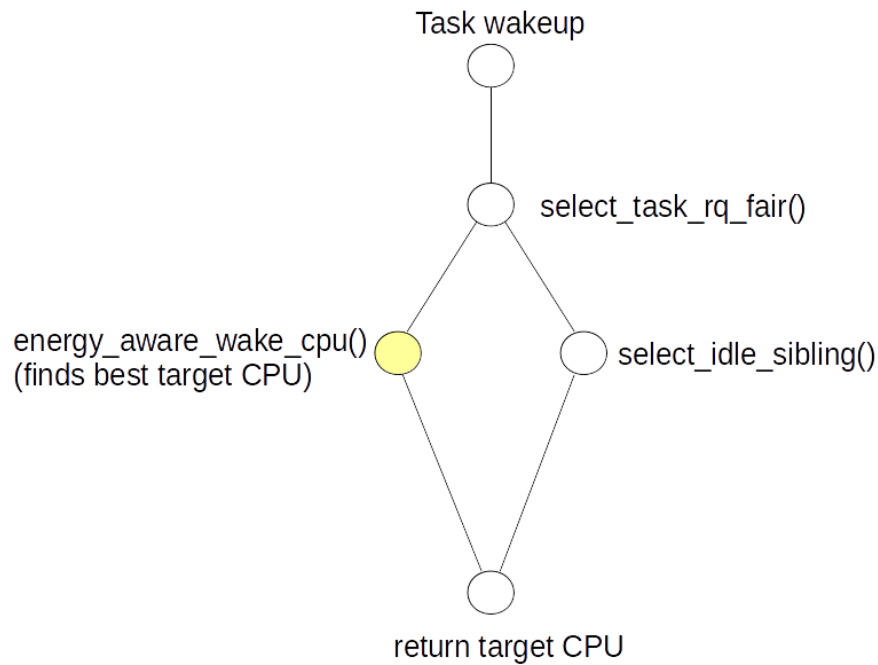 Task wakeup
select_task_rq_fair()
energy_aware_wake_cpu()
(finds best target CPU)
select_idle_sibling()
return target CPU